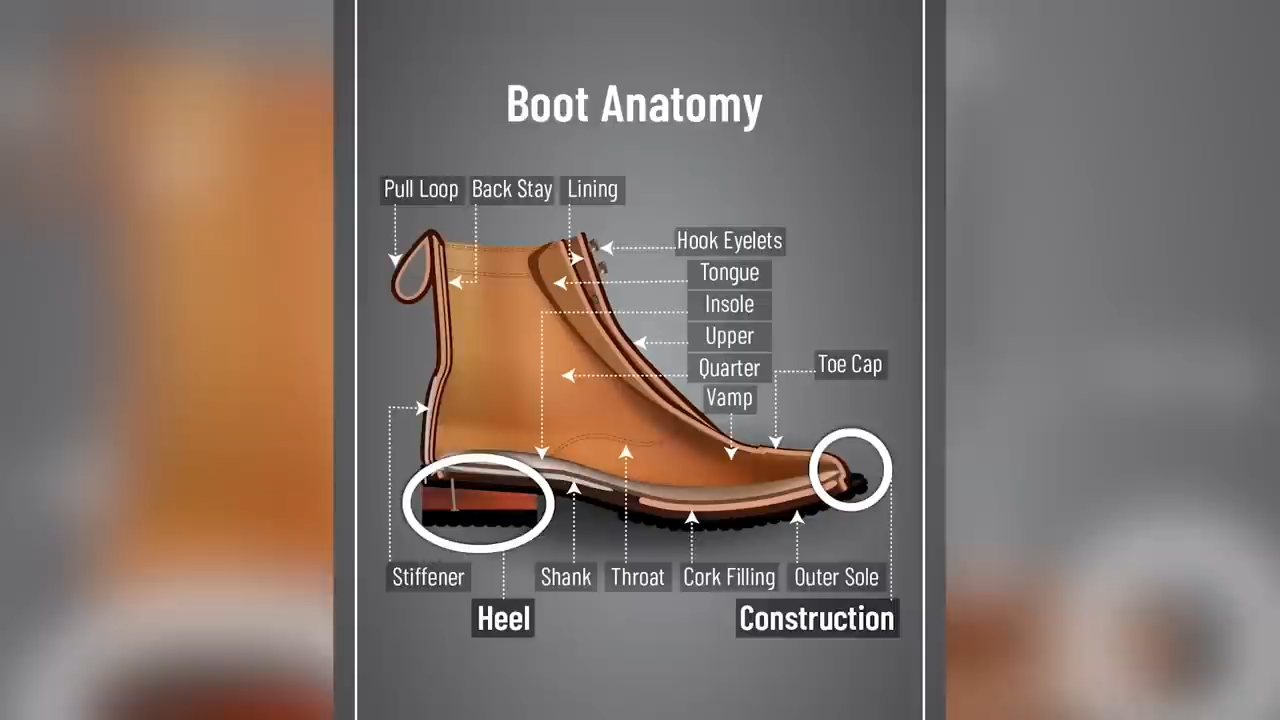 Boot Anatomy
Pull Loop
Back Stay
Lining
Hook Eyelets
Tongue
Insole
Upper
Quarter
Toe Cap
Vamp
Stiffener
Shank
Throat
Cork Filling
Outer Sole
Heel
Construction